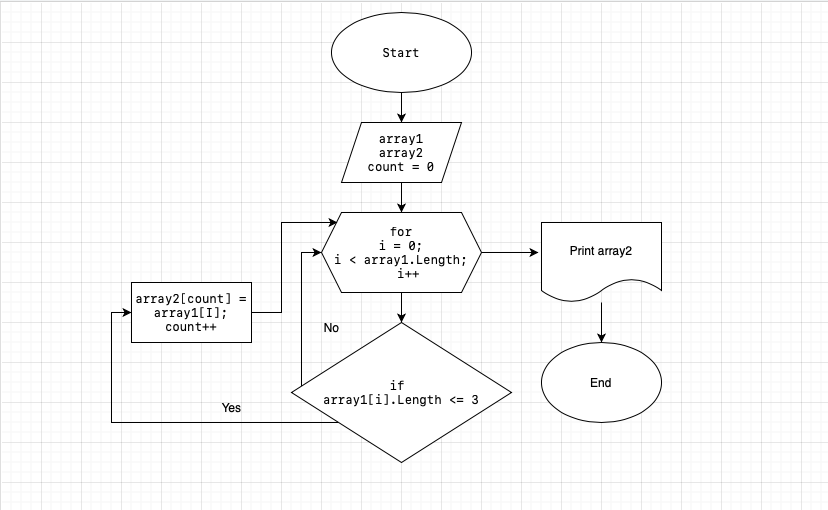 Start
array1
array2
count = 0
for
i = 0;
i < array1.Length;
i++
Print array2
array2[count] =
array1[I];
count++
No
if
array1[i].Length <= 3
End
Yes